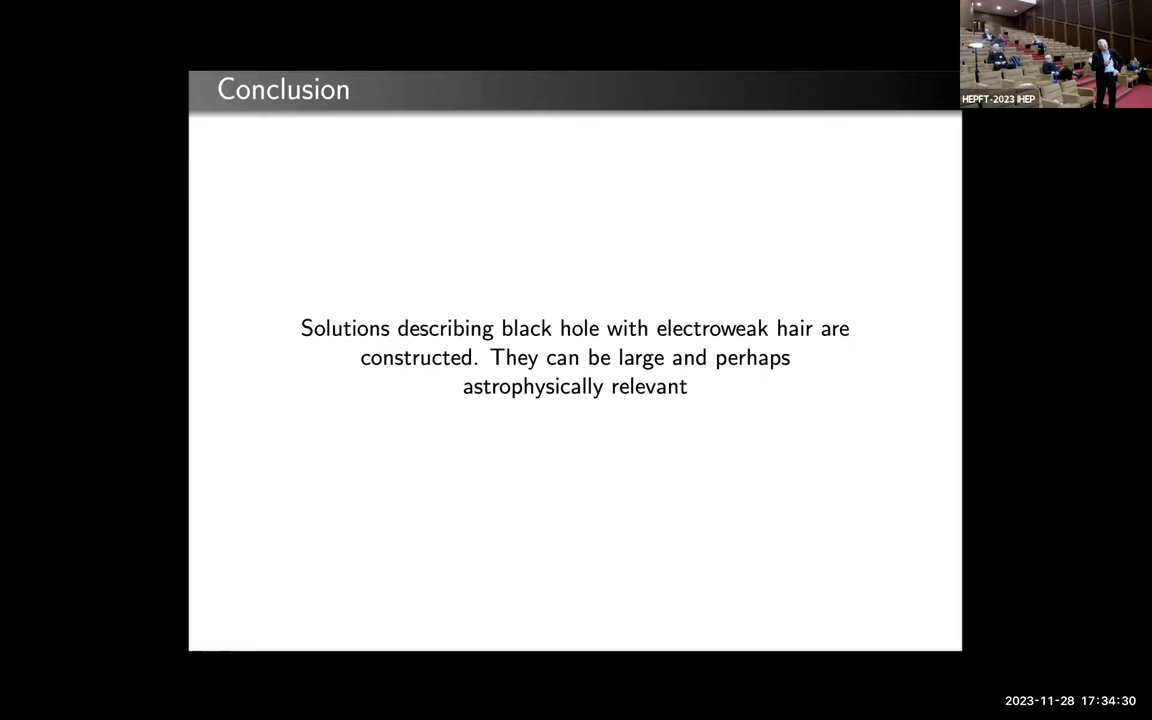 Conclusion
HEPFT-2023 IHEP
Solutions describing black hole with electroweak hair are
constructed. They can be large and perhaps
astrophysically relevant
2023-11-28 17:34:30